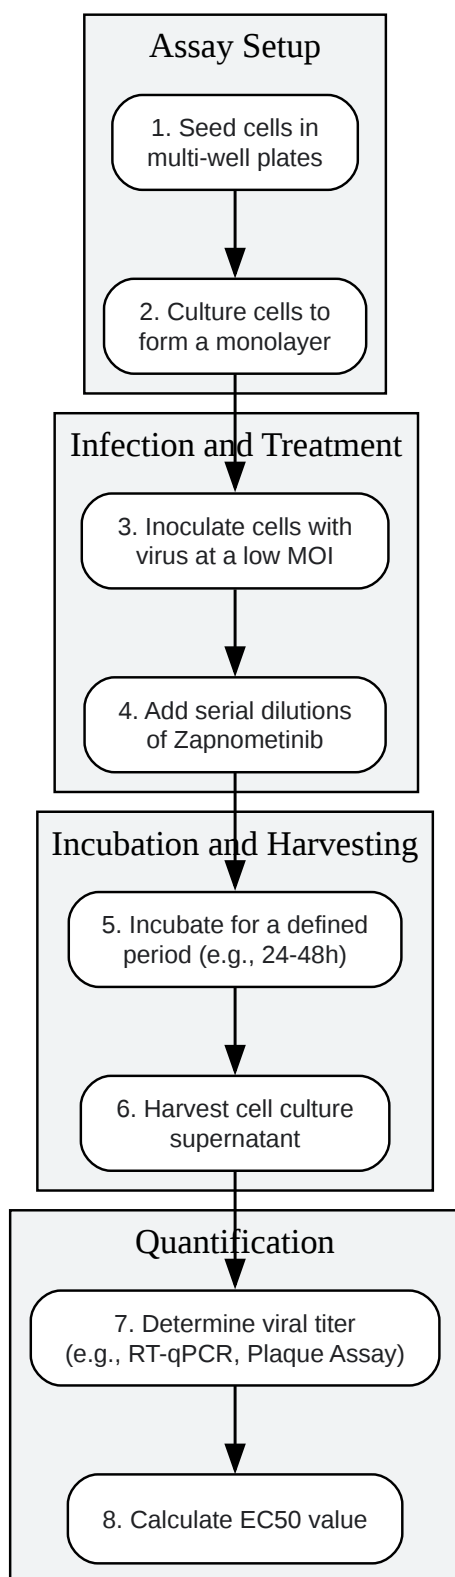 Assay Setup
1. Seed cells in
multi-well plates
2. Culture cells to
form a monolayer
Infection and Treatment
3. Inoculate cells with
virus at a low MOI
4. Add serial dilutions
of Zapnometinib
Incubation and Harvesting
5. Incubate for a defined
period (e.g., 24-48h)
6. Harvest cell culture
supernatant
Quantification
7. Determine viral titer
(e.g., RT-qPCR, Plaque Assay)
8. Calculate EC50 value